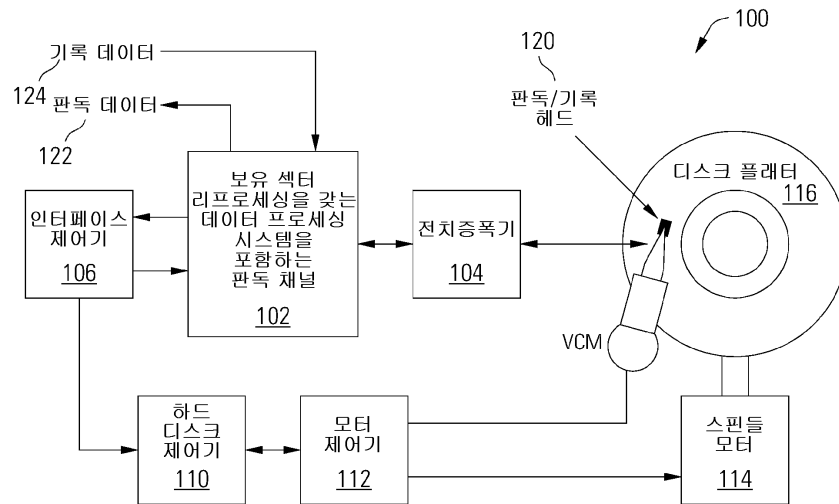 100
기록 데이터
124
판독 데이터
122
120
판독/기록
헤드
디스크 플래터
116
보유 섹터
리프로세싱을 갖는
데이터 프로세싱
시스템을
포함하는
판독 채널
102
인터페이스
제어기
106
전치증폭기
104
VCM
하드
디스크
제어기
110
모터
제어기
112
스핀들
모터
114